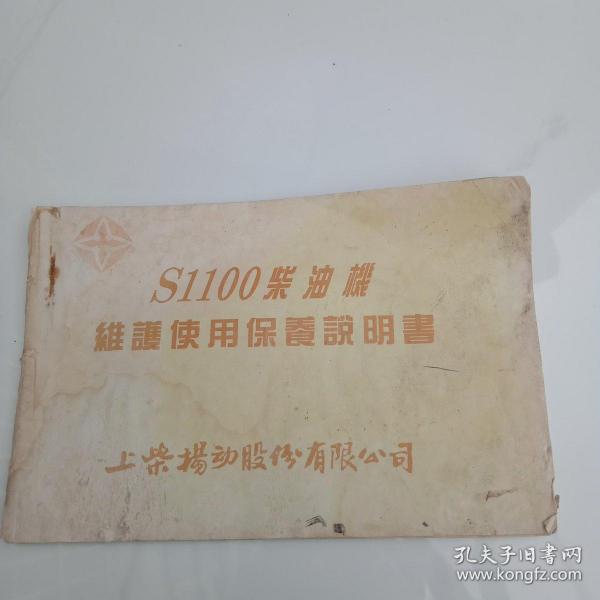 S1100柴油機
維護使用保養說明書
上柴揚动股份有限公司
孔夫子旧书网
www.kongfz.com